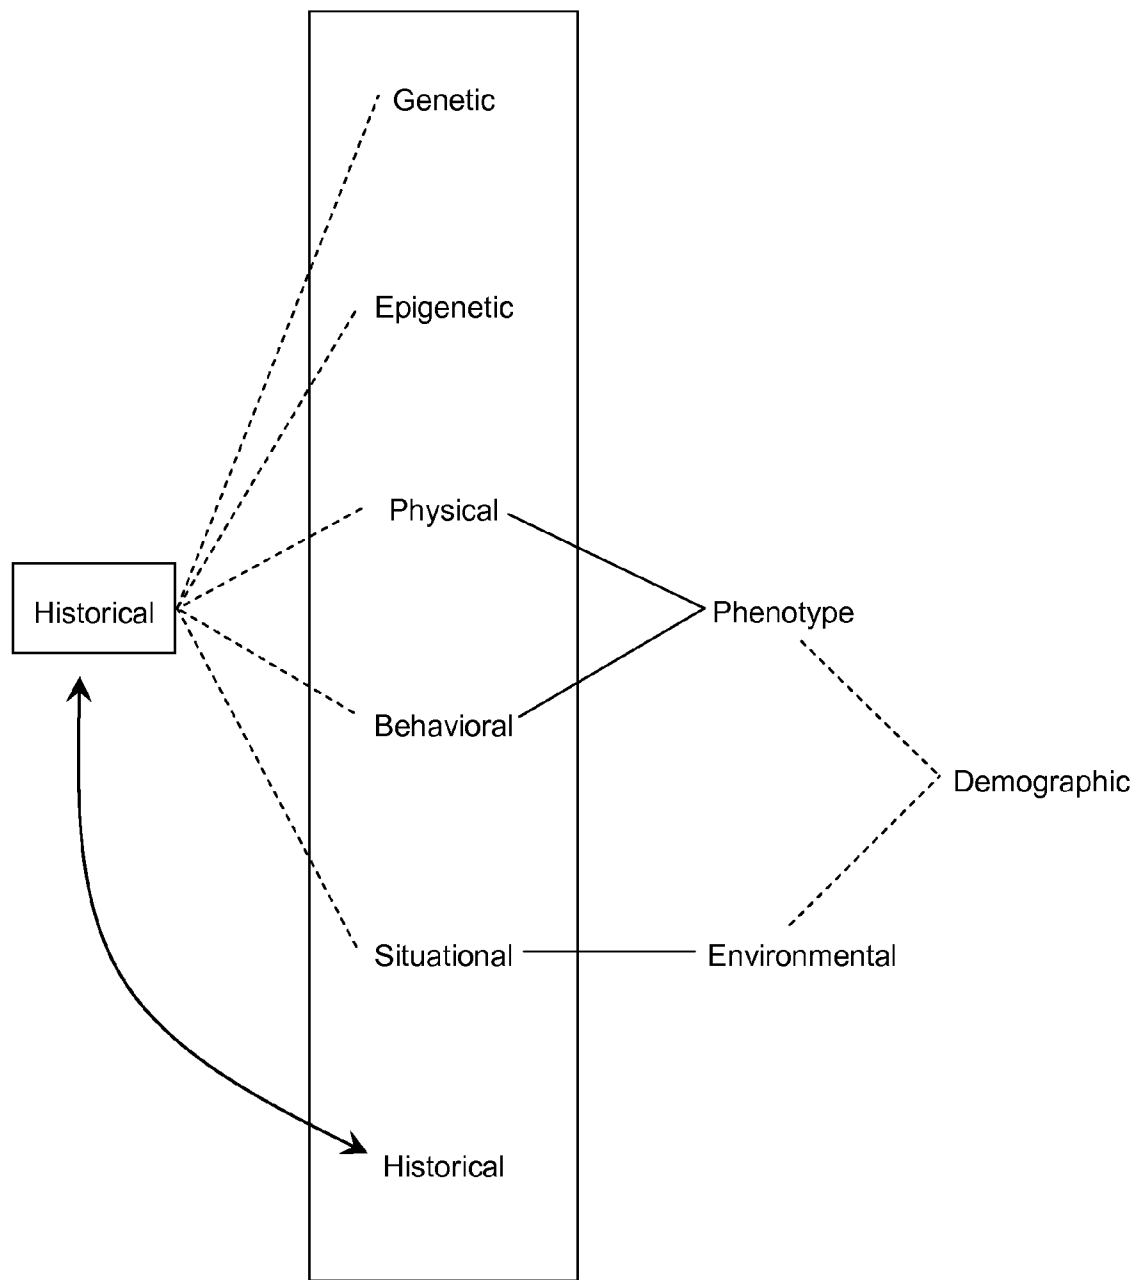 Genetic
Epigenetic
Physical
Historical
Phenotype
Behavioral
Demographic
Situational
Environmental
Historical